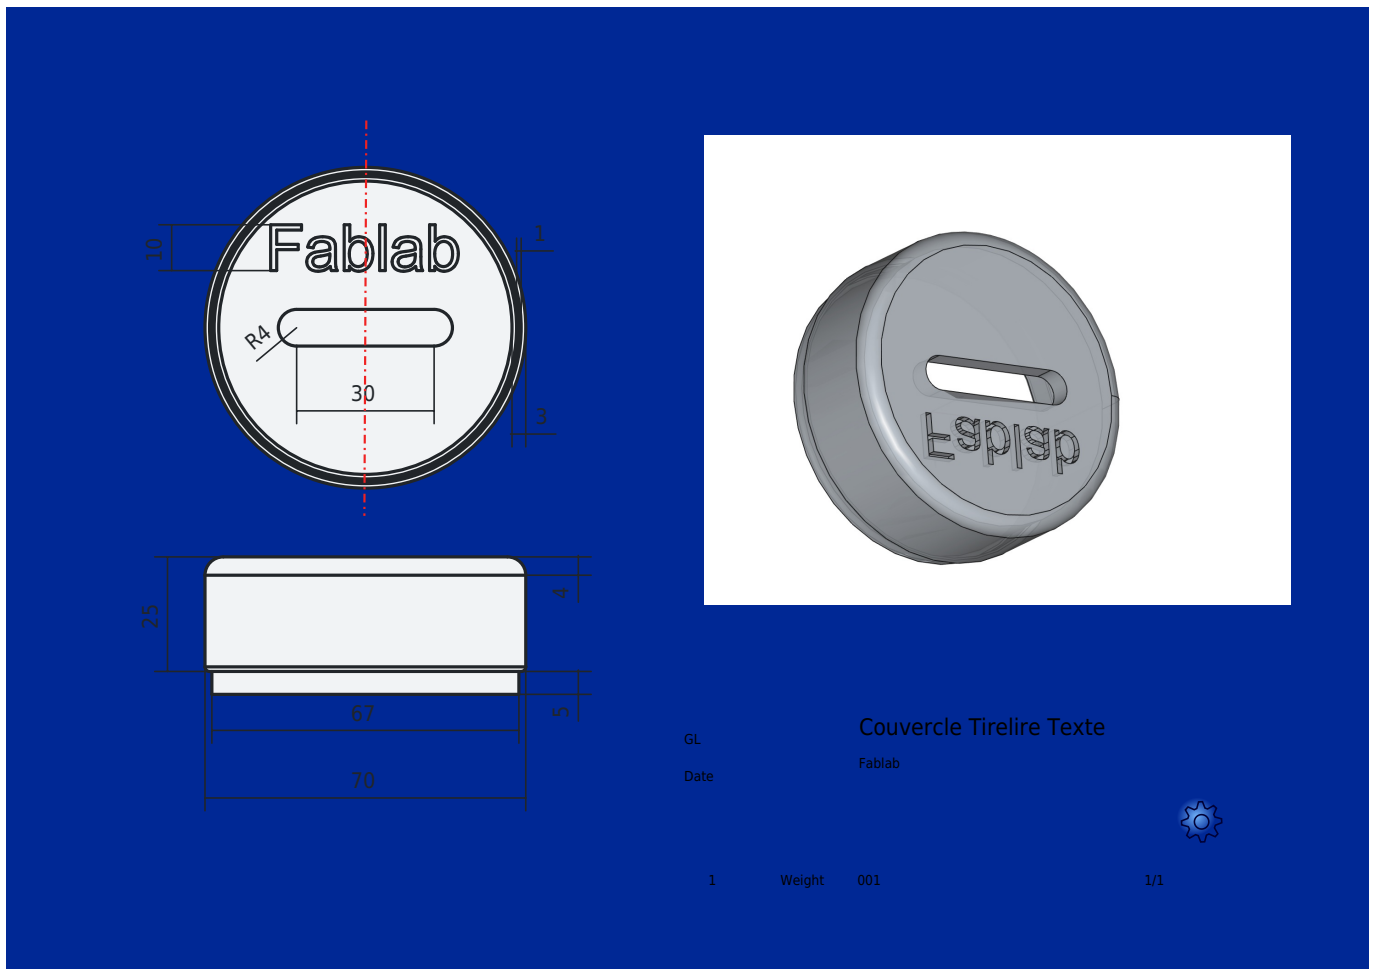 Fablab
10
1
R4
30
3
Fablab
25
4
5
67
70
Couvercle Tirelire Texte
GL
Fablab
Date
1 Weight 001 1/1